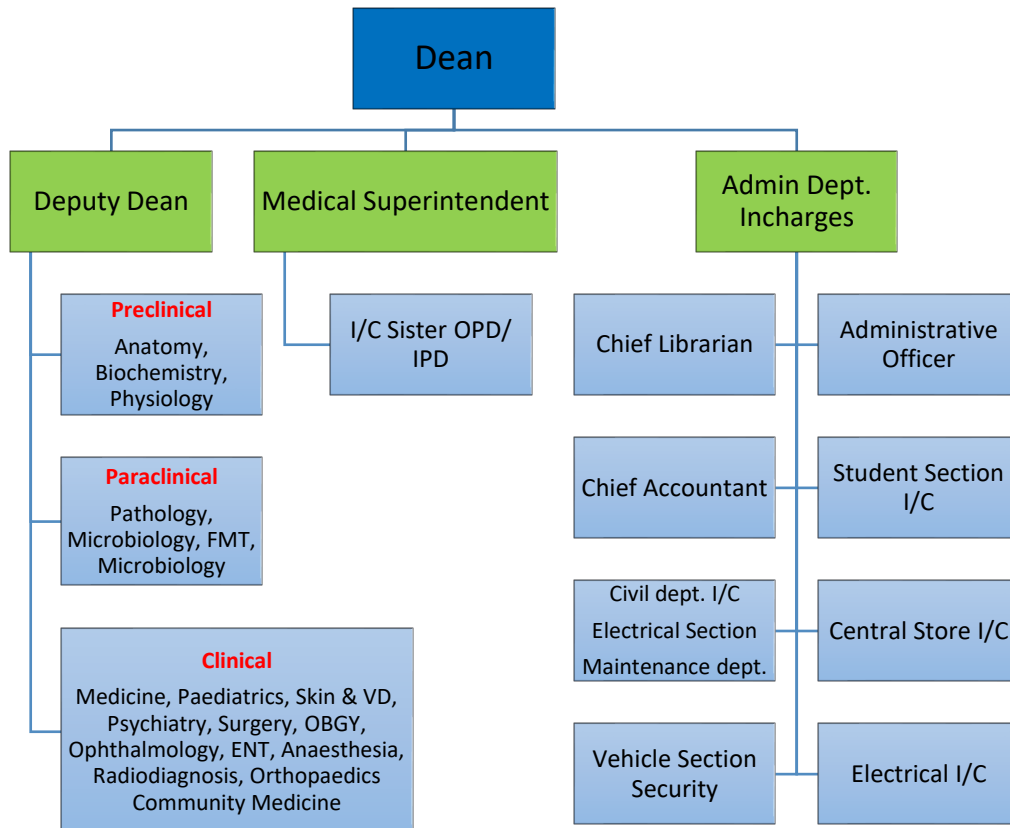 Dean
Deputy Dean
Medical Superintendent
Admin Dept.
Incharges
Preclinical
Anatomy,
Biochemistry,
Physiology
Paraclinical
Pathology,
Microbiology, FMT,
Microbiology
Clinical
Medicine, Paediatrics, Skin & VD,
Psychiatry, Surgery, OBGY,
Ophthalmology, ENT, Anaesthesia,
Radiodiagnosis, Orthopaedics
Community Medicine
I/C Sister OPD/
IPD
Chief Librarian
Administrative
Officer
Chief Accountant
Student Section
I/C
Civil dept. I/C
Electrical Section
Maintenance dept.
Central Store I/C
Vehicle Section
Security
Electrical I/C